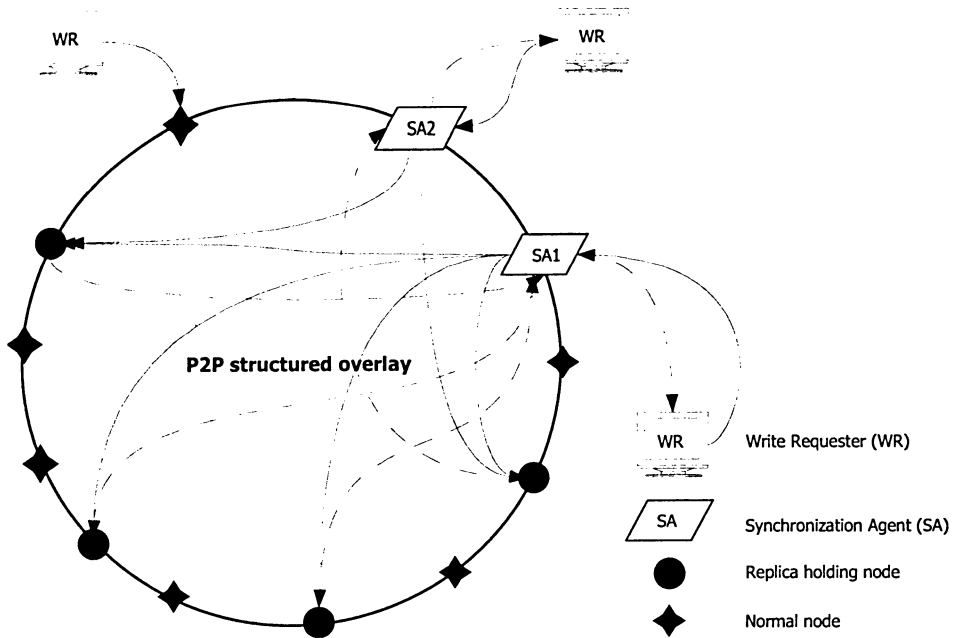 WR
WR
SA2
SA1
P2P structured overlay
WR
Write Requester (WR)
SA
Synchronization Agent (SA)
Replica holding node
Normal node